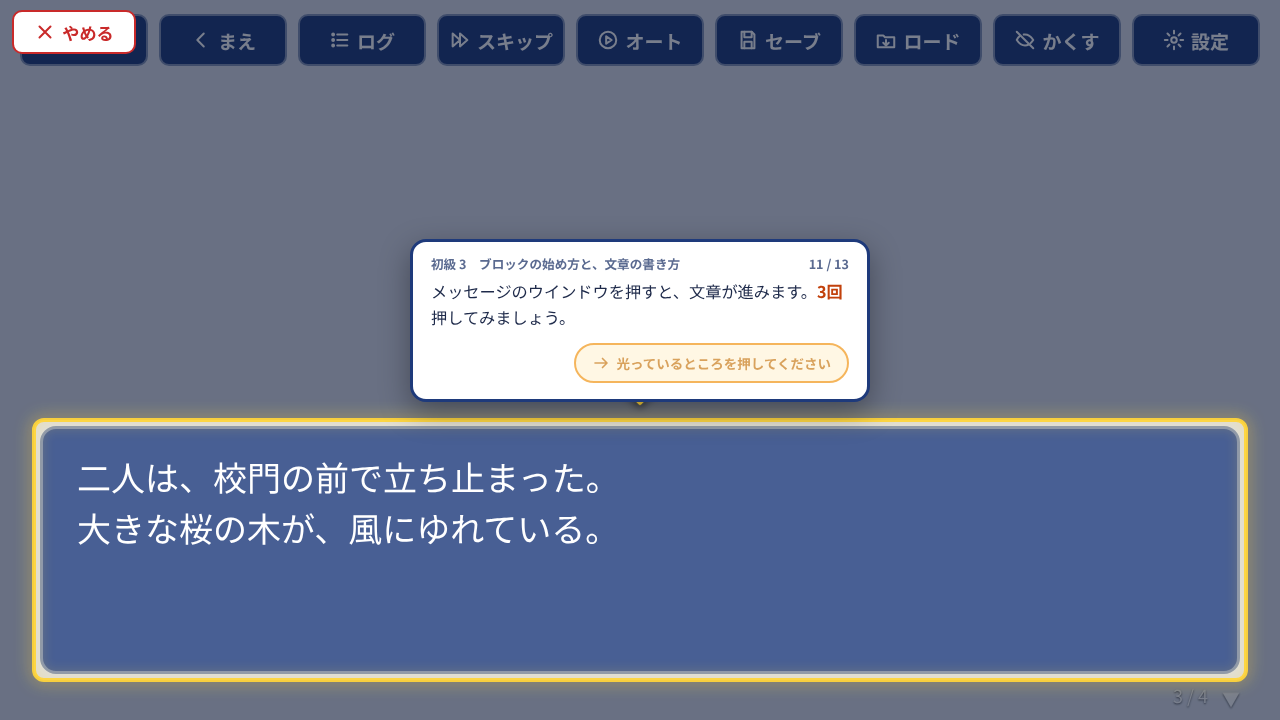 やめる
まえ
ログ
スキップ
オート
セーブ
ロード
かくす
設定
初級 3　ブロックの始め方と、文章の書き方
11 / 13
メッセージのウインドウを押すと、文章が進みます。3回
押してみましょう。
光っているところを押してください
二人は、校門の前で立ち止まった。
大きな桜の木が、風にゆれている。
3 / 4